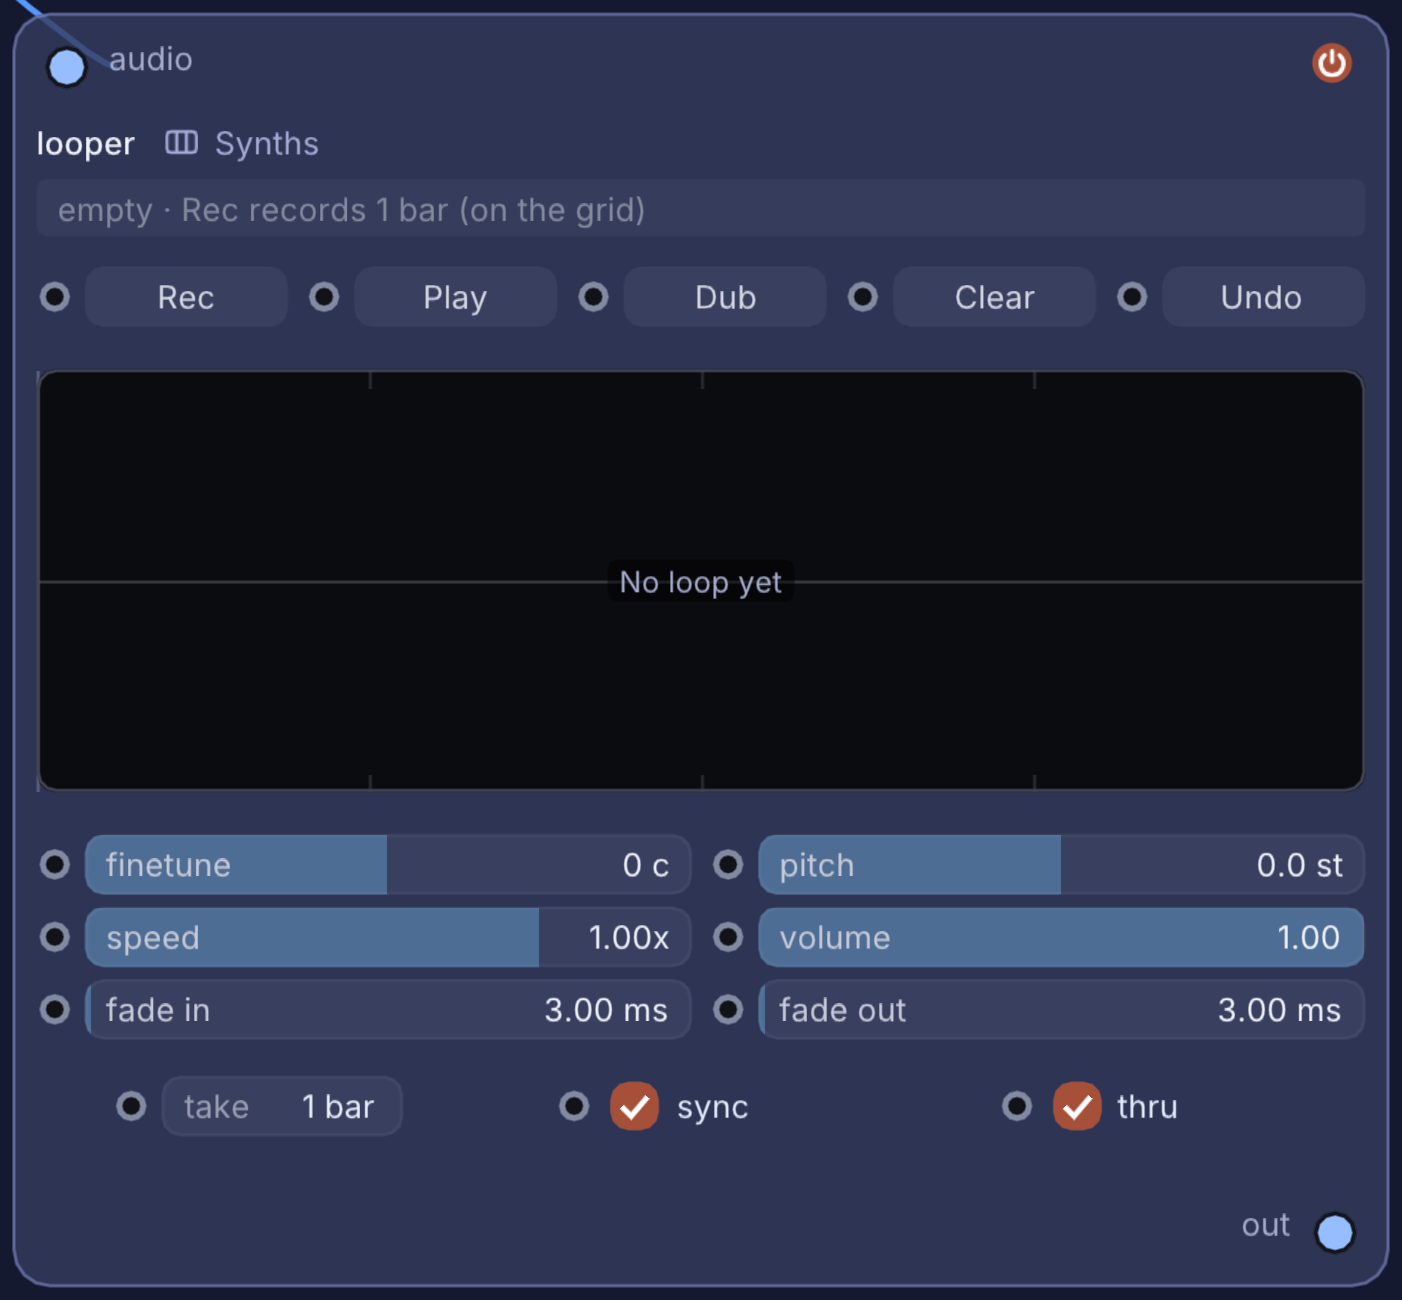 audio
looper Synths
empty · Rec records 1 bar (on the grid)
Rec Play Dub Clear Undo
No loop yet
finetune 0 c pitch 0.0 st
speed 1.00x volume 1.00
fade in 3.00 ms fade out 3.00 ms
take 1 bar sync thru
out